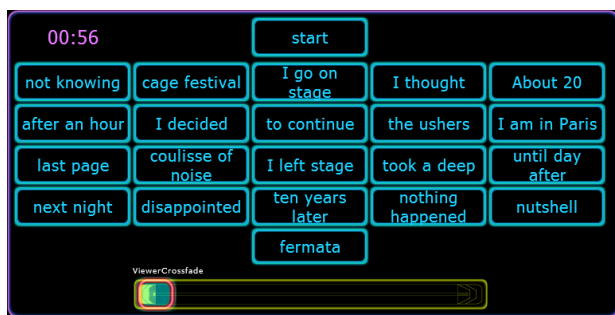 00:56
start
not knowing
cage festival
I go on
stage
I thought
About 20
after an hour
I decided
to continue
the ushers
I am in Paris
last page
coulisse of
noise
I left stage
took a deep
until day
after
next night
disappointed
ten years
later
nothing
happened
nutshell
fermata
ViewerCrossfade